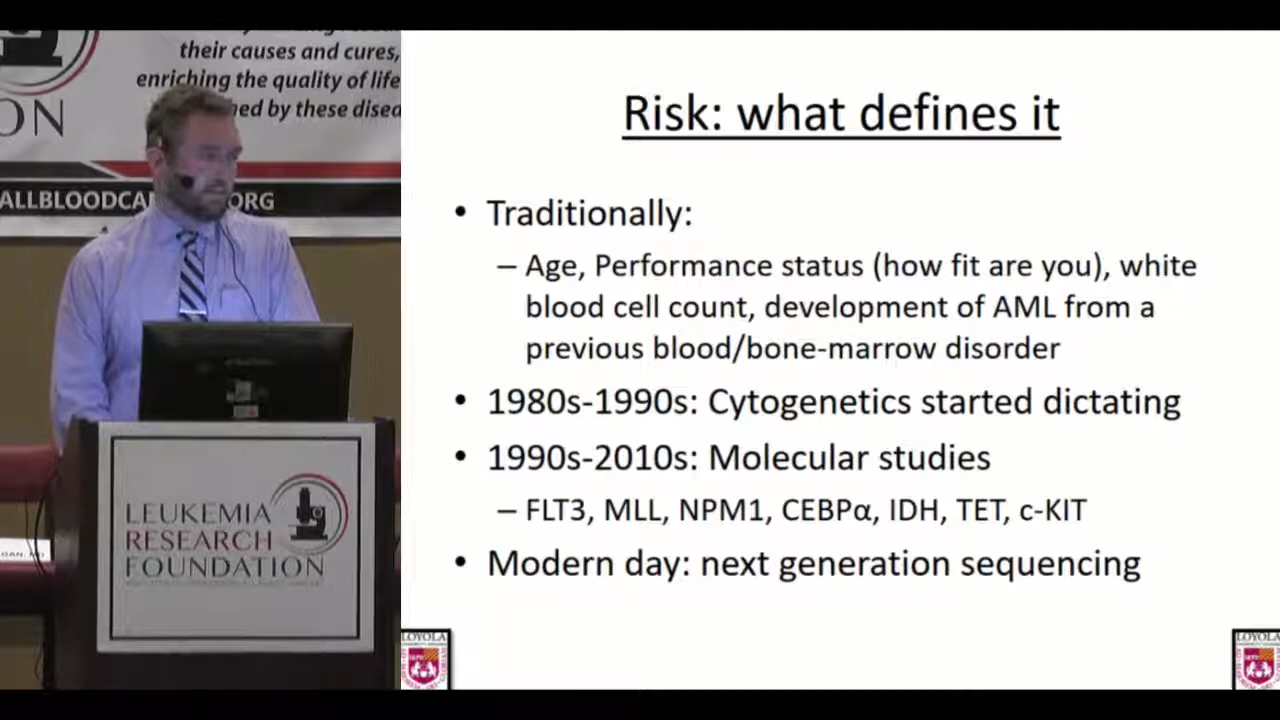 their causes and cures,
enriching the quality of life
by these
ON
ORG
LEUKEMIA
RESEARCH
FOUNDATION
Risk: what defines it
• Traditionally:
– Age, Performance status (how fit are you), white
blood cell count, development of AML from a
previous blood/bone-marrow disorder
• 1980s-1990s: Cytogenetics started dictating
• 1990s-2010s: Molecular studies
– FLT3, MLL, NPM1, CEBPα, IDH, TET, c-KIT
• Modern day: next generation sequencing
LOYOLA
LOYOLA